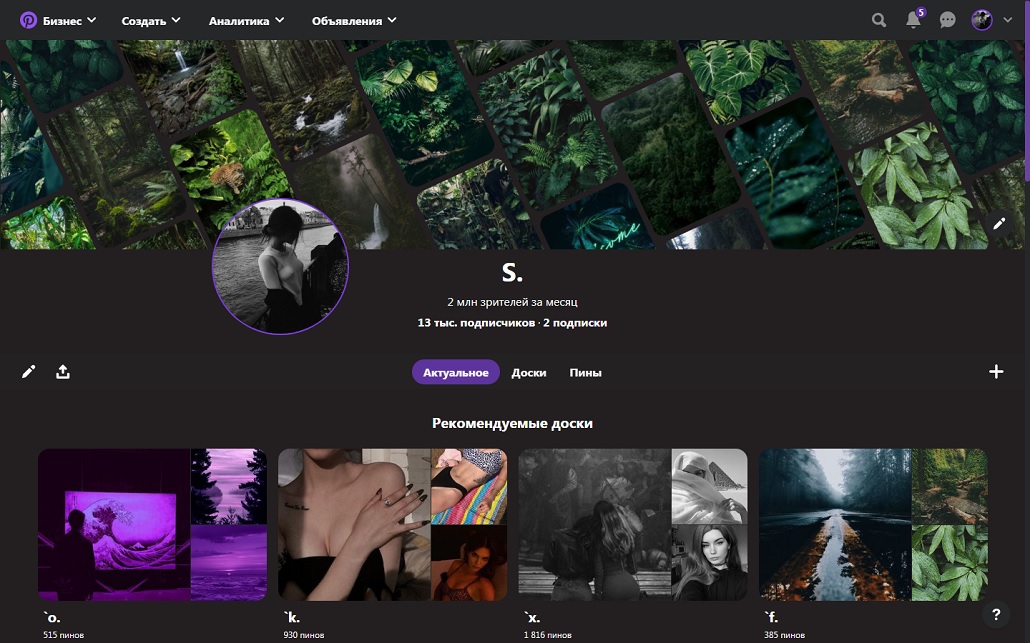 Бизнес Создать Аналитика Объявления 5
come
S.
2 млн зрителей за месяц
13 тыс. подписчиков · 2 подписки
Актуальное Доски Пины
Рекомендуемые доски
`o. `k. `x. `f.
515 пинов 930 пинов 1 816 пинов 385 пинов
?